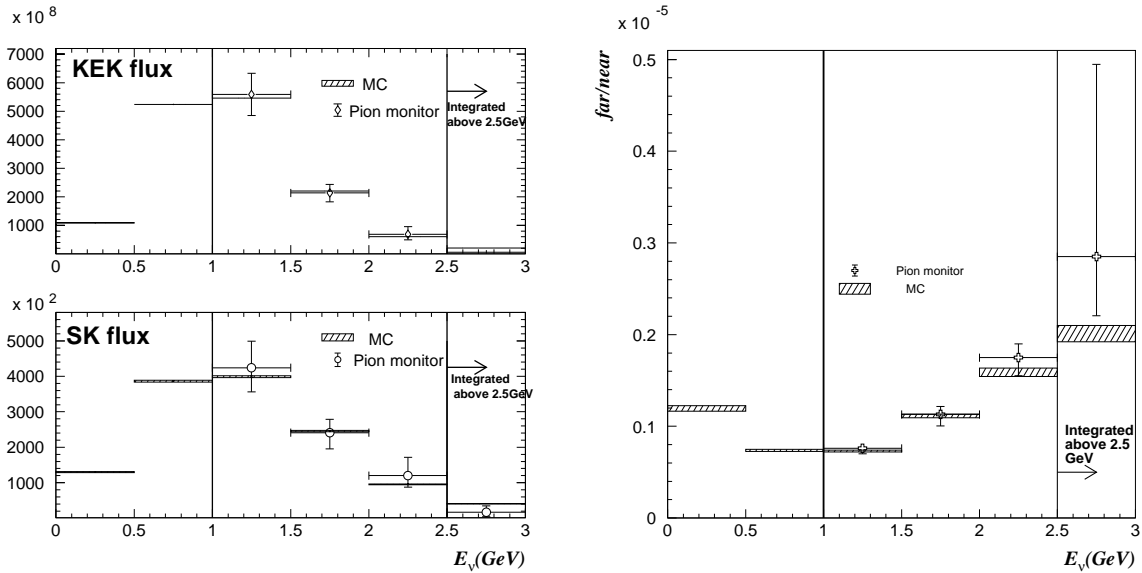 x 10 8
7000
6000
5000
4000
3000
2000
1000
KEK flux
MC
Pion monitor
Integrated
above 2.5GeV
0 0.5 1 1.5 2 2.5 3
x 10 2
5000
4000
3000
2000
1000
SK flux
MC
Pion monitor
Integrated
above 2.5GeV
0 0.5 1 1.5 2 2.5 3
Eν(GeV)
x 10 -5
far/near
0.5
0.4
0.3
0.2
0.1
0
Pion monitor
MC
Integrated
above 2.5
GeV
0 0.5 1 1.5 2 2.5 3
Eν(GeV)